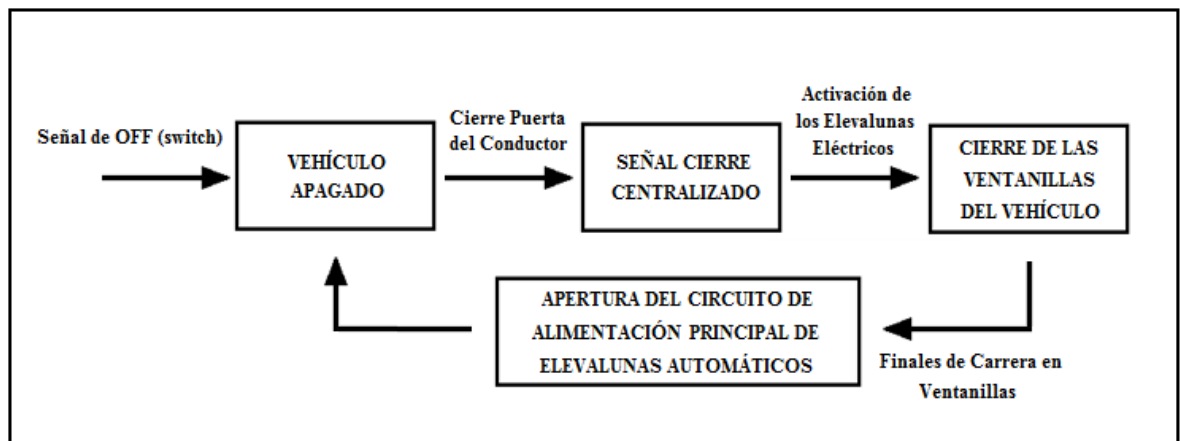 Señal de OFF (switch)
VEHÍCULO
APAGADO
Cierre Puerta
del Conductor
SEÑAL CIERRE
CENTRALIZADO
Activación de
los Elevalunas
Eléctricos
CIERRE DE LAS
VENTANILLAS
DEL VEHÍCULO
Finales de Carrera en
Ventanillas
APERTURA DEL CIRCUITO DE
ALIMENTACIÓN PRINCIPAL DE
ELEVALUNAS AUTOMÁTICOS